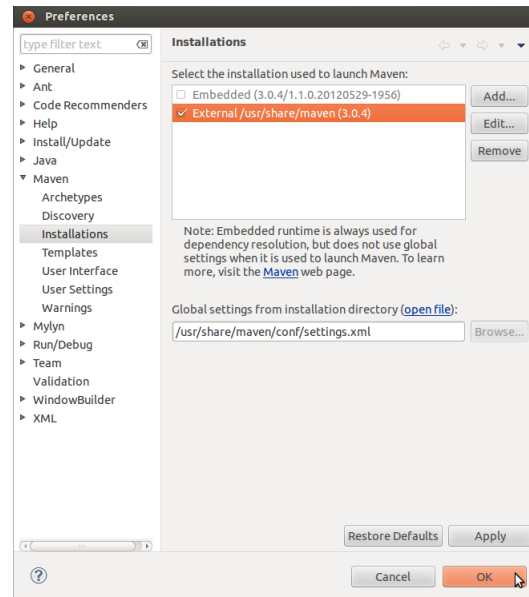 Preferences
type filter text
General
Ant
Code Recommenders
Help
Install/Update
Java
Maven
Archetypes
Discovery
Installations
Templates
User Interface
User Settings
Warnings
Mylyn
Run/Debug
Team
Validation
WindowBuilder
XML
Installations
Select the installation used to launch Maven:
Embedded (3.0.4/1.1.0.20120529-1956)
External /usr/share/maven (3.0.4)
Add...
Edit...
Remove
Note: Embedded runtime is always used for
dependency resolution, but does not use global
settings when it is used to launch Maven. To learn
more, visit the Maven web page.
Global settings from installation directory (open file):
/usr/share/maven/conf/settings.xml
Browse...
Restore Defaults
Apply
?
Cancel
OK